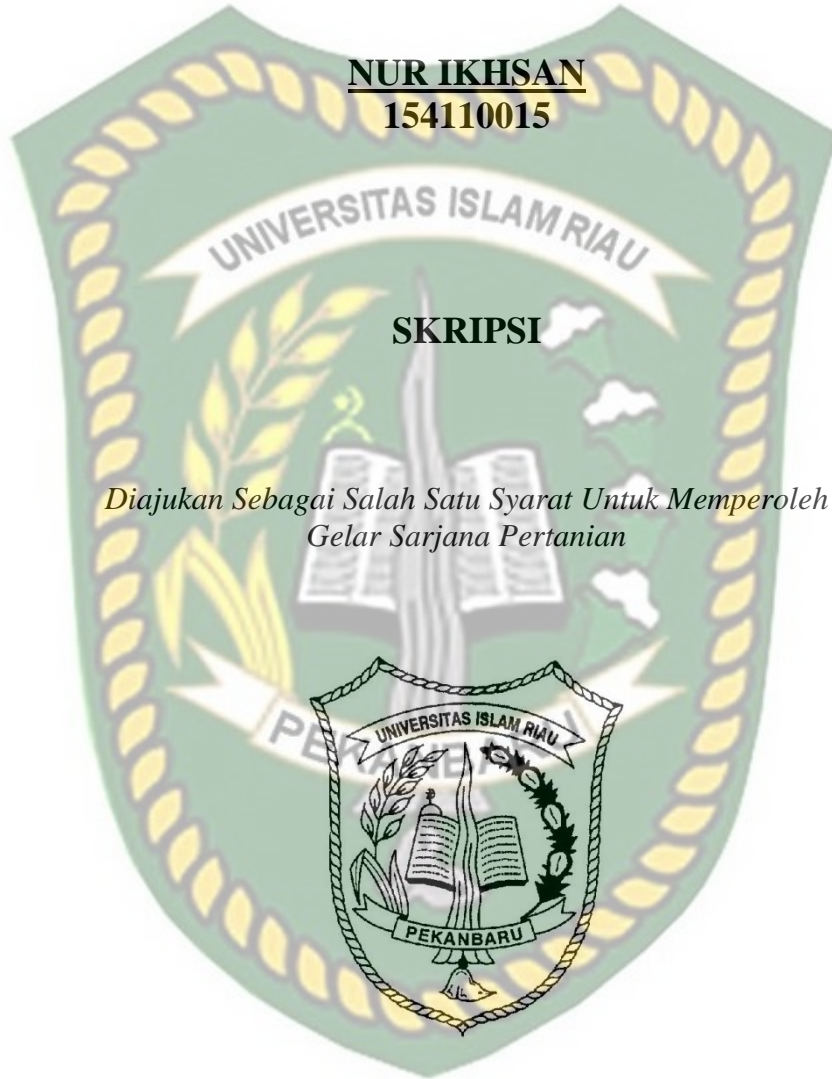 NUR IKHSAN
154110015
UNIVERSITAS ISLAM RIAU
SKRIPSI
Diajukan Sebagai Salah Satu Syarat Untuk Memperoleh
Gelar Sarjana Pertanian
PEKANBARU
UNIVERSITAS ISLAM RIAU
PEKANBARU